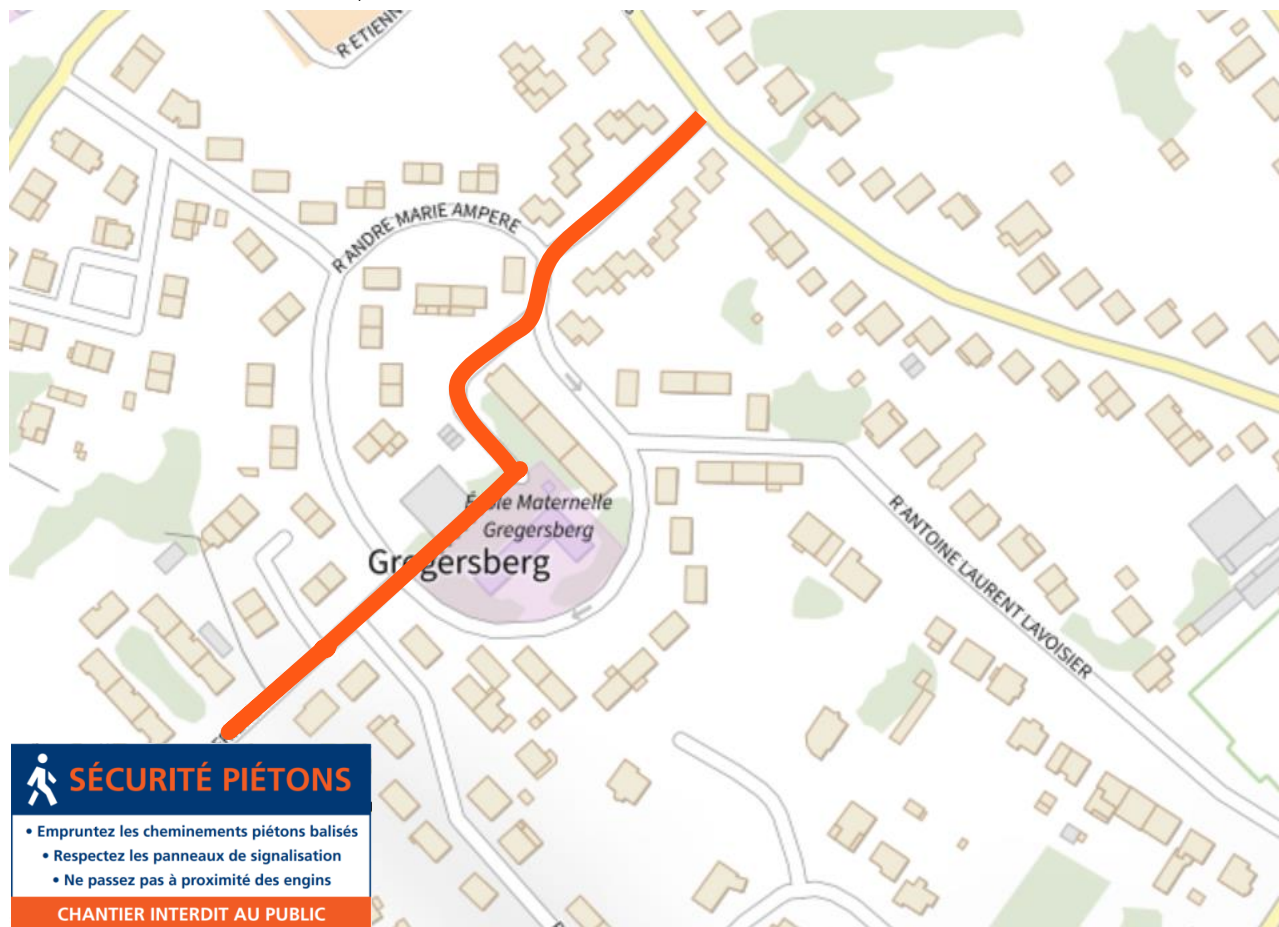 R ETIENN
R ANDRE MARIE AMPERE
École Maternelle
Gregersberg
Gregersberg
R ANTOINE LAURENT LAVOISIER
SÉCURITÉ PIÉTONS
• Empruntez les cheminements piétons balisés
• Respectez les panneaux de signalisation
• Ne passez pas à proximité des engins
CHANTIER INTERDIT AU PUBLIC